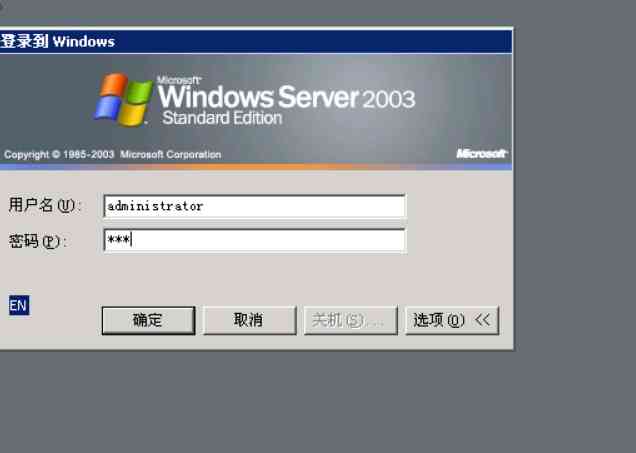 登录到 Windows
Microsoft
Windows Server 2003
Standard Edition
Copyright © 1985-2003 Microsoft Corporation Microsoft
用户名(U): administrator
密码(P): ***
EN
确定 取消 关机(S)... 选项(O) <<